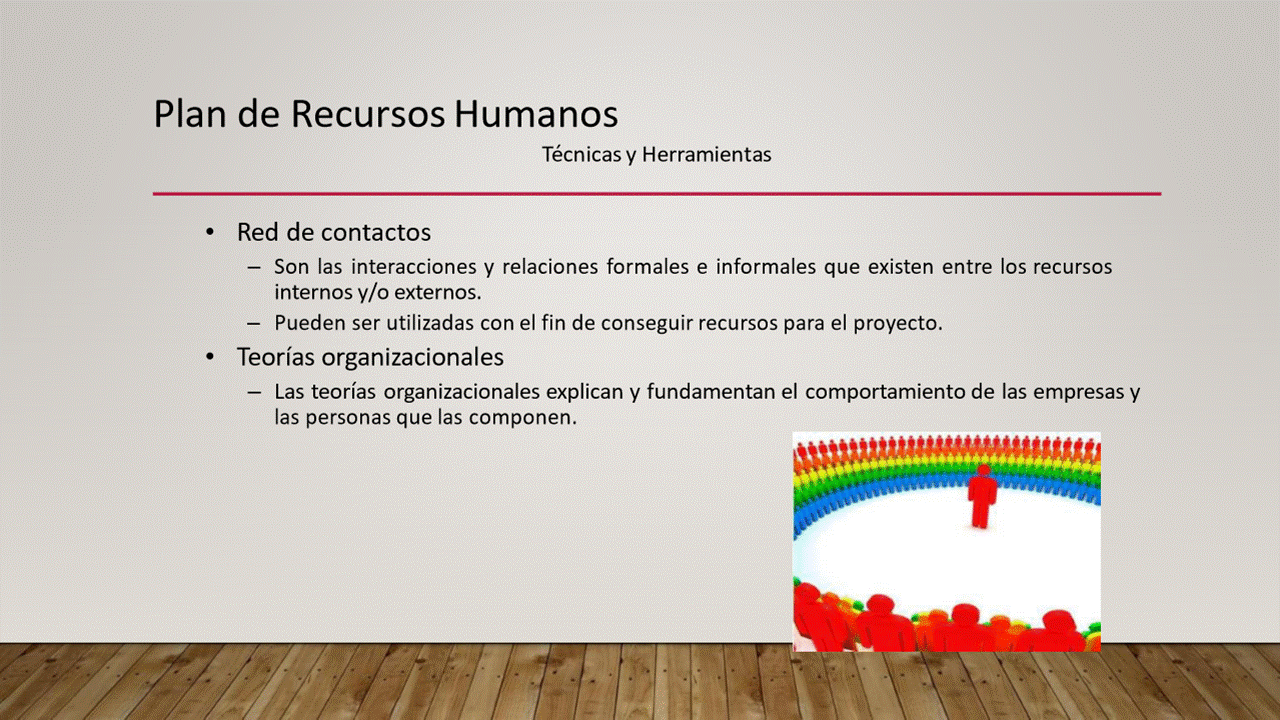 Plan de Recursos Humanos
Técnicas y Herramientas
• Red de contactos
– Son las interacciones y relaciones formales e informales que existen entre los recursos
internos y/o externos.
– Pueden ser utilizadas con el fin de conseguir recursos para el proyecto.
• Teorías organizacionales
– Las teorías organizacionales explican y fundamentan el comportamiento de las empresas y
las personas que las componen.